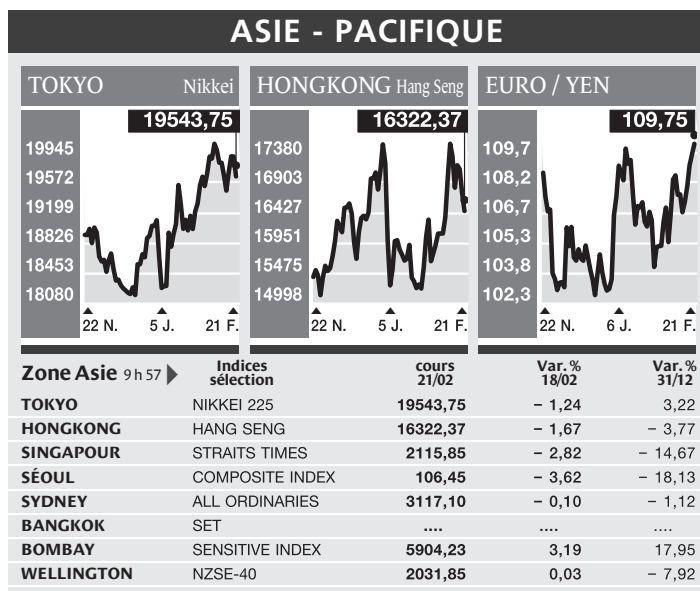 ASIE - PACIFIQUE
TOKYO Nikkei
19543,75
19945
19572
19199
18826
18453
18080
22 N. 5 J. 21 F.
HONGKONG Hang Seng
16322,37
17380
16903
16427
15951
15475
14998
22 N. 5 J. 21 F.
EURO / YEN
109,75
109,7
108,2
106,7
105,3
103,8
102,3
22 N. 6 J. 21 F.
Zone Asie 9 h 57 Indices sélection cours 21/02 Var. % 18/02 Var. % 31/12
TOKYO NIKKEI 225 19543,75 – 1,24 3,22
HONGKONG HANG SENG 16322,37 – 1,67 – 3,77
SINGAPOUR STRAITS TIMES 2115,85 – 2,82 – 14,67
SÉOUL COMPOSITE INDEX 106,45 – 3,62 – 18,13
SYDNEY ALL ORDINARIES 3117,10 – 0,10 – 1,12
BANGKOK SET .... .... ....
BOMBAY SENSITIVE INDEX 5904,23 3,19 17,95
WELLINGTON NZSE-40 2031,85 0,03 – 7,92